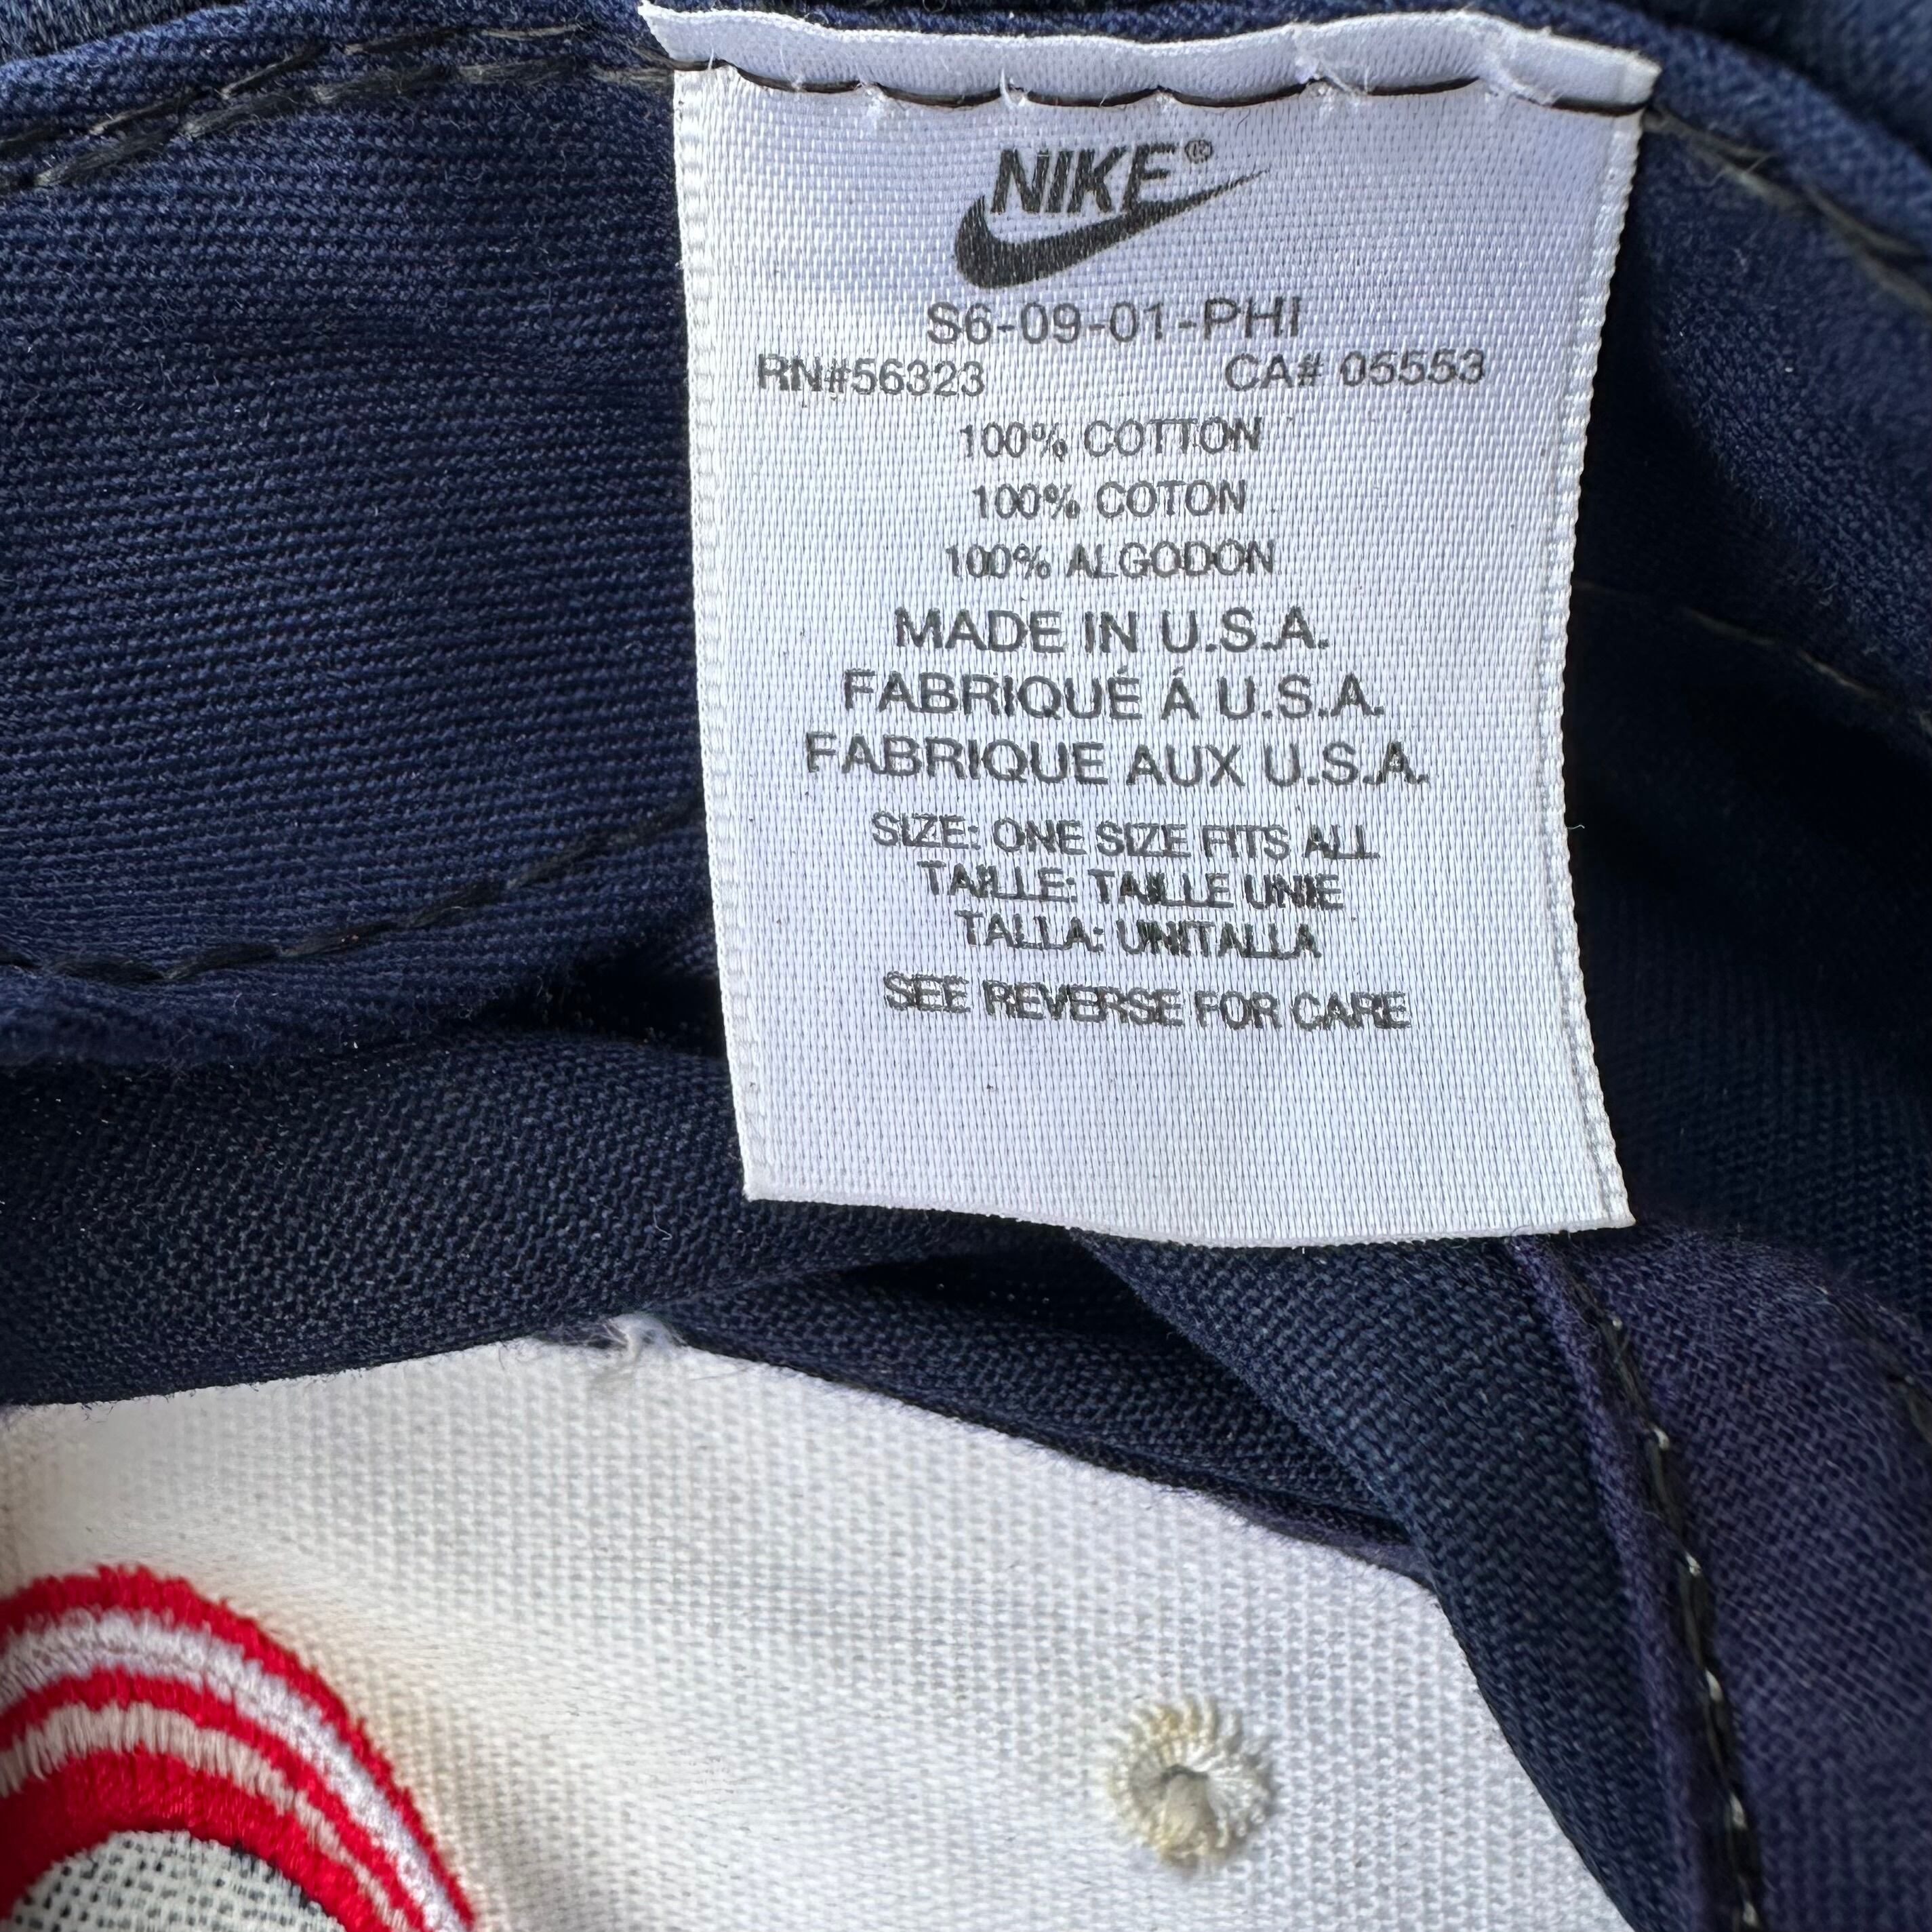 NIKE®
S6-09-01-PHI
RN#56323 CA# 05553
100% COTTON
100% COTON
100% ALGODON
MADE IN U.S.A.
FABRIQUÉ Á U.S.A.
FABRIQUE AUX U.S.A.
SIZE: ONE SIZE FITS ALL
TAILLE: TAILLE UNIE
TALLA: UNITALLA
SEE REVERSE FOR CARE